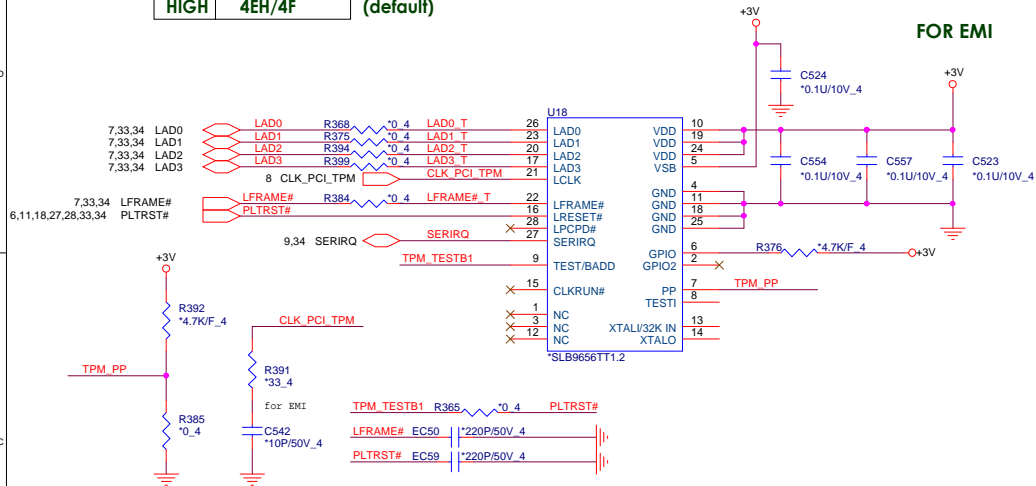 HIGH 4EH/4F (default)
+3V
FOR EMI
C524
*0.1U/10V_4
+3V
U18
7,33,34 LAD0 LAD0 R368 *0_4 LAD0_T 26 LAD0 VDD 10
7,33,34 LAD1 LAD1 R375 *0_4 LAD1_T 23 LAD1 VDD 19
7,33,34 LAD2 LAD2 R394 *0_4 LAD2_T 20 LAD2 VDD 24
7,33,34 LAD3 LAD3 R399 *0_4 LAD3_T 17 LAD3 VSB 5
8 CLK_PCI_TPM CLK_PCI_TPM 21 LCLK
C554 C557 C523
*0.1U/10V_4 *0.1U/10V_4 *0.1U/10V_4
GND 4
7,33,34 LFRAME# LFRAME# R384 *0_4 LFRAME#_T 22 LFRAME# GND 11
6,11,18,27,28,33,34 PLTRST# PLTRST# 16 LRESET# GND 18
28 LPCPD# GND 25
9,34 SERIRQ SERIRQ 27 SERIRQ
GPIO 6 R376 *4.7K/F_4 +3V
TPM_TESTB1 9 TEST/BADD GPIO2 2
15 CLKRUN# PP 7 TPM_PP
TESTI 8
1 NC
3 NC XTALI/32K IN 13
12 NC XTALO 14
*SLB9656TT1.2
+3V
R392
*4.7K/F_4
CLK_PCI_TPM
TPM_PP
R391
*33_4
for EMI
R385
*0_4
C542
*10P/50V_4
TPM_TESTB1 R365 *0_4 PLTRST#
LFRAME# EC50 *220P/50V_4
PLTRST# EC59 *220P/50V_4
C